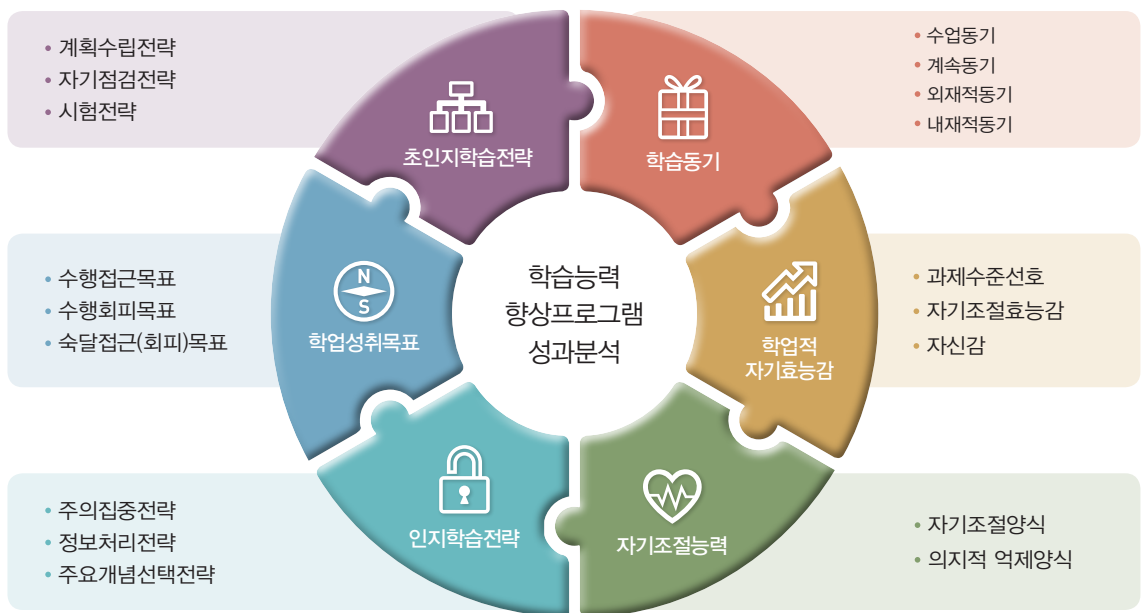 • 계획수립전략
• 자기점검전략
• 시험전략
초인지학습전략
• 수업동기
• 계속동기
• 외재적동기
• 내재적동기
학습동기
• 수행접근목표
• 수행회피목표
• 숙달접근(회피)목표
N
S
학업성취목표
학습능력
향상프로그램
성과분석
학업적
자기효능감
• 과제수준선호
• 자기조절효능감
• 자신감
• 주의집중전략
• 정보처리전략
• 주요개념선택전략
인지학습전략
자기조절능력
• 자기조절양식
• 의지적 억제양식